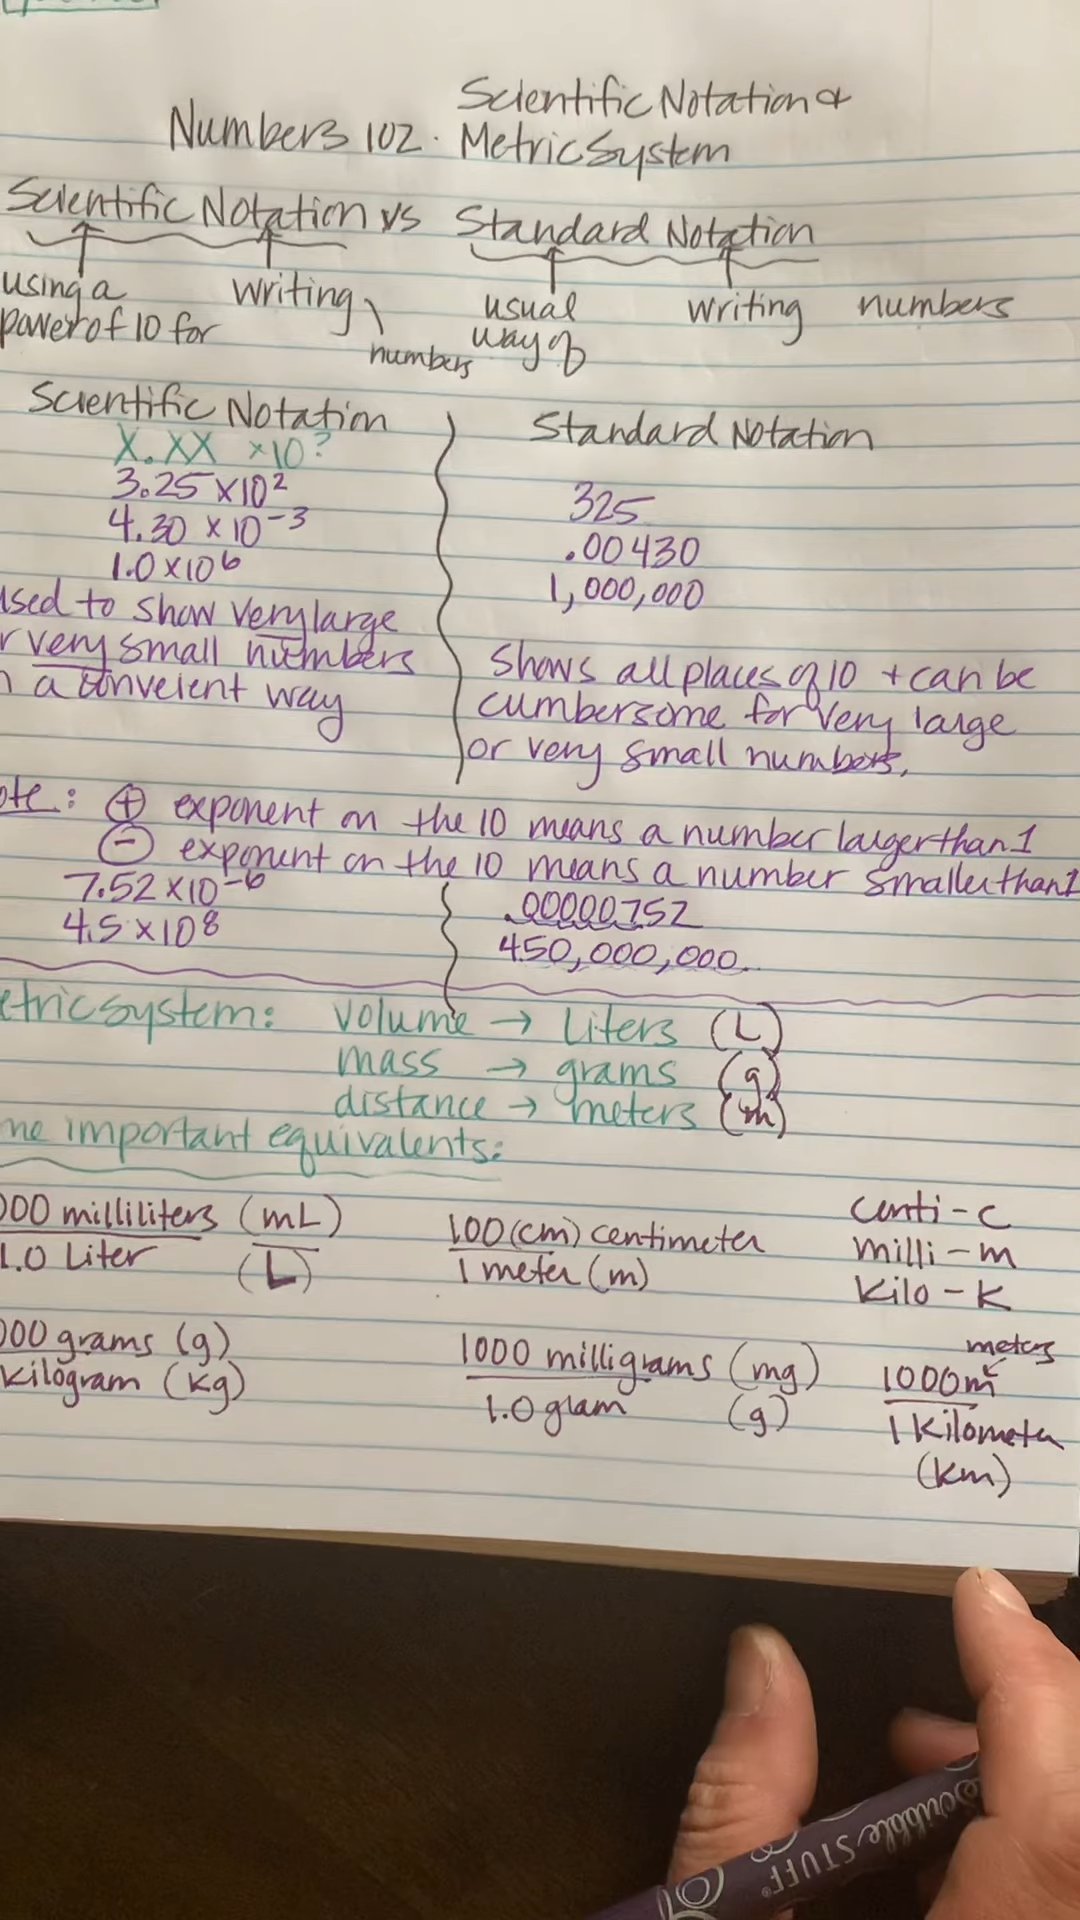 Scientific Notation &
Numbers 102. Metric System
Scientific Notation vs Standard Notation
using a writing usual writing numbers
power of 10 for numbers way of
Scientific Notation Standard Notation
X.XX ×10?
3.25 ×10² 325
4.30 × 10⁻³ .00430
1.0 ×10⁶ 1,000,000
used to show very large
r very small numbers
n a conveient way
Shows all places of 10 + can be
cumbersome for very large
or very small numbers.
ote: ⊕ exponent on the 10 means a number larger than 1
⊖ exponent on the 10 means a number smaller than 1
7.52 ×10⁻⁶ .00000752
4.5 × 10⁸ 450,000,000.
etric system: volume → Liters (L)
mass → grams (g)
distance → meters (m)
me important equivalents:
000 milliliters (mL) 100 (cm) centimeter centi - c
1.0 Liter (L) 1 meter (m) milli - m
kilo - K
000 grams (g) 1000 milligrams (mg) 1000m meters
kilogram (kg) 1.0 gram (g) 1 kilometer
(km)
scribble STUFF